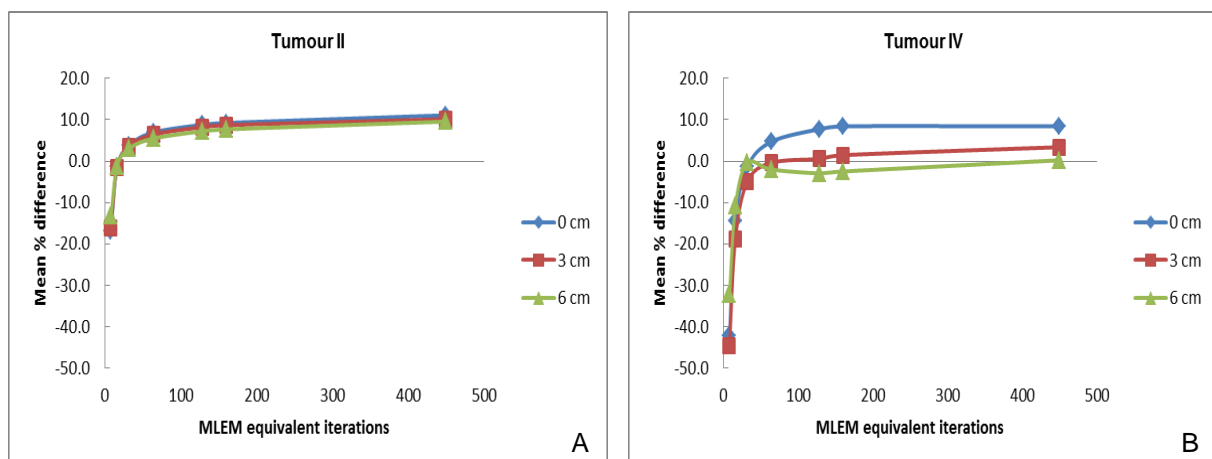 Tumour II
20.0
10.0
0.0
-10.0
-20.0
-30.0
-40.0
-50.0
Mean % difference
0 100 200 300 400 500
MLEM equivalent iterations
0 cm
3 cm
6 cm
A
Tumour IV
20.0
10.0
0.0
-10.0
-20.0
-30.0
-40.0
-50.0
Mean % difference
0 100 200 300 400 500
MLEM equivalent iterations
0 cm
3 cm
6 cm
B